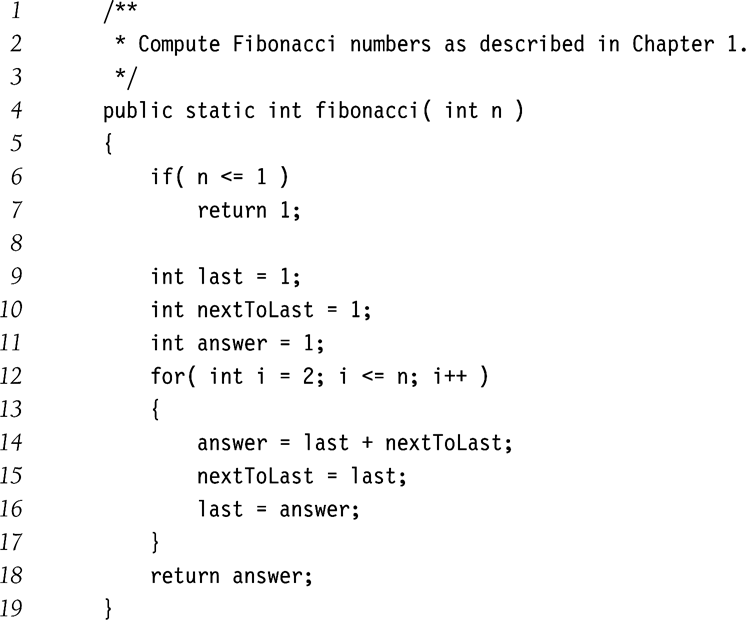 1 /**
2 * Compute Fibonacci numbers as described in Chapter 1.
3 */
4 public static int fibonacci( int n )
5 {
6 if( n <= 1 )
7 return 1;
8
9 int last = 1;
10 int nextToLast = 1;
11 int answer = 1;
12 for( int i = 2; i <= n; i++ )
13 {
14 answer = last + nextToLast;
15 nextToLast = last;
16 last = answer;
17 }
18 return answer;
19 }